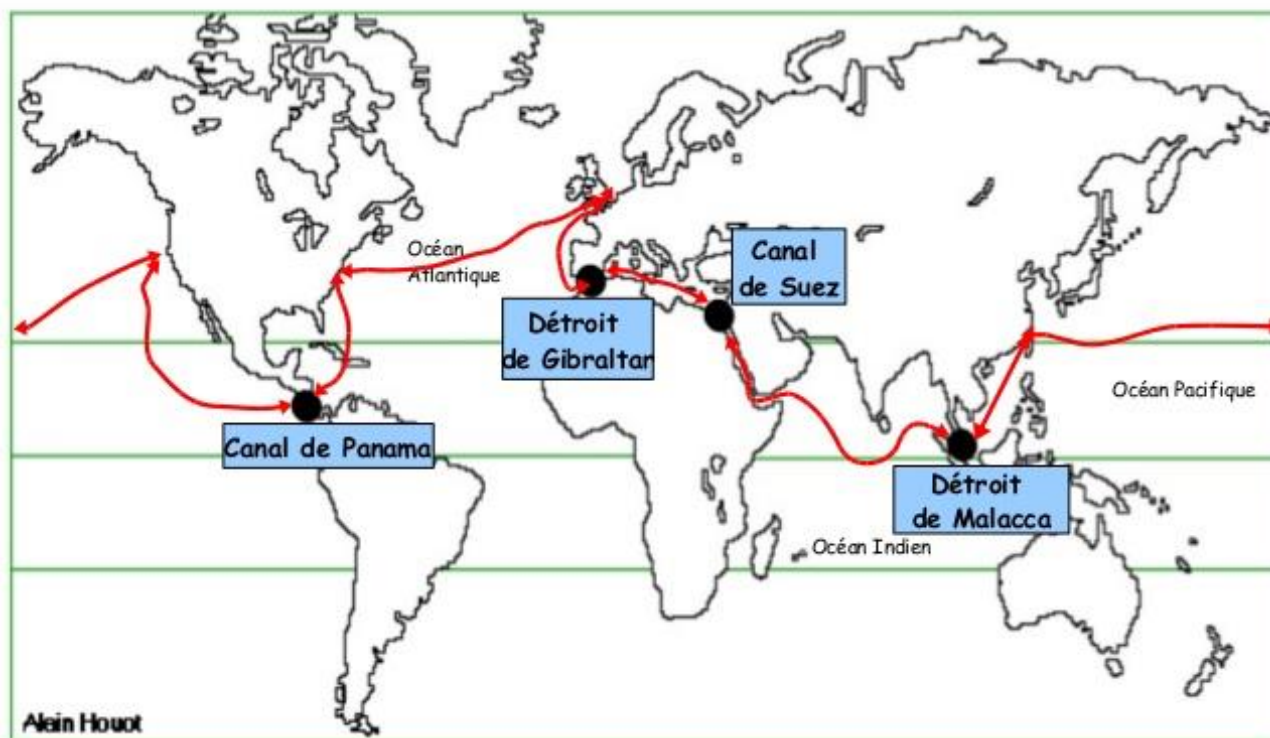 Océan
Atlantique
Canal
de Suez
Détroit
de Gibraltar
Océan Pacifique
Canal de Panama
Détroit
de Malacca
Océan Indien
Alain Houot